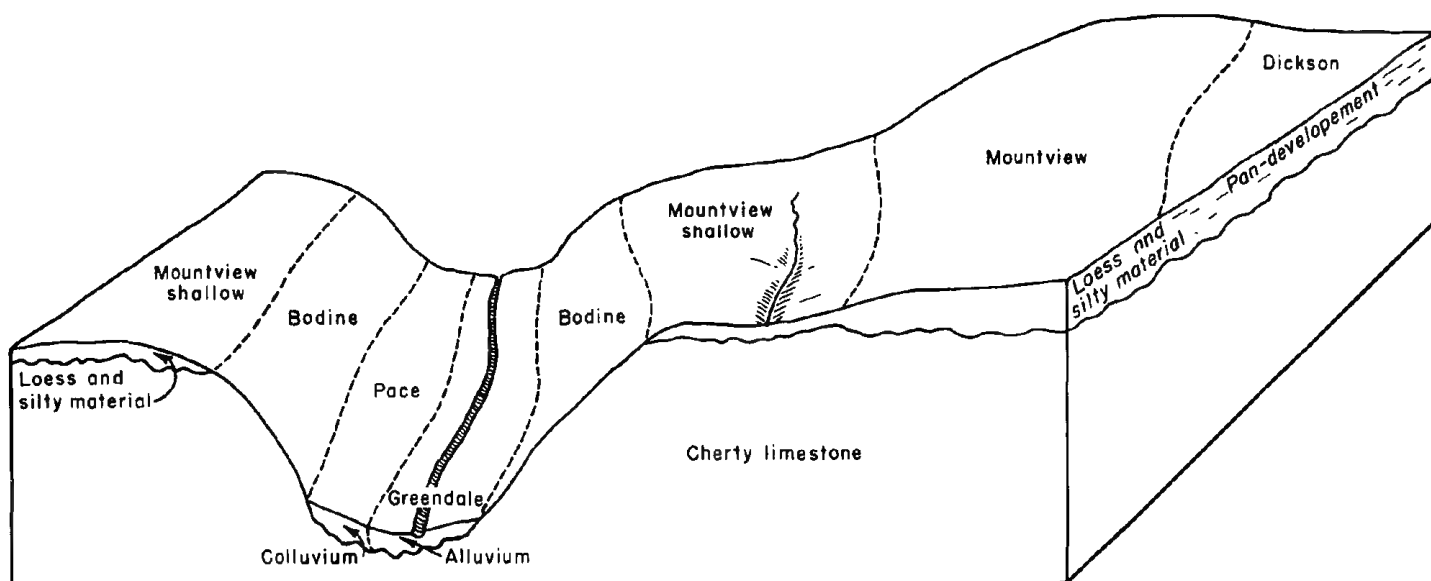 Dickson
Pan-developement
Mountview
Mountview
shallow
Loess and
silty material
Mountview
shallow
Bodine
Bodine
Loess and
silty material
Pace
Cherty limestone
Greendale
Colluvium
Alluvium